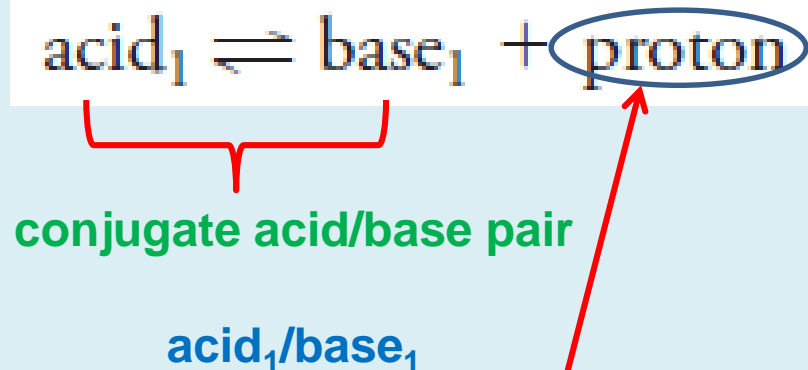 acid₁ ⇌ base₁ + proton
conjugate acid/base pair
acid₁/base₁